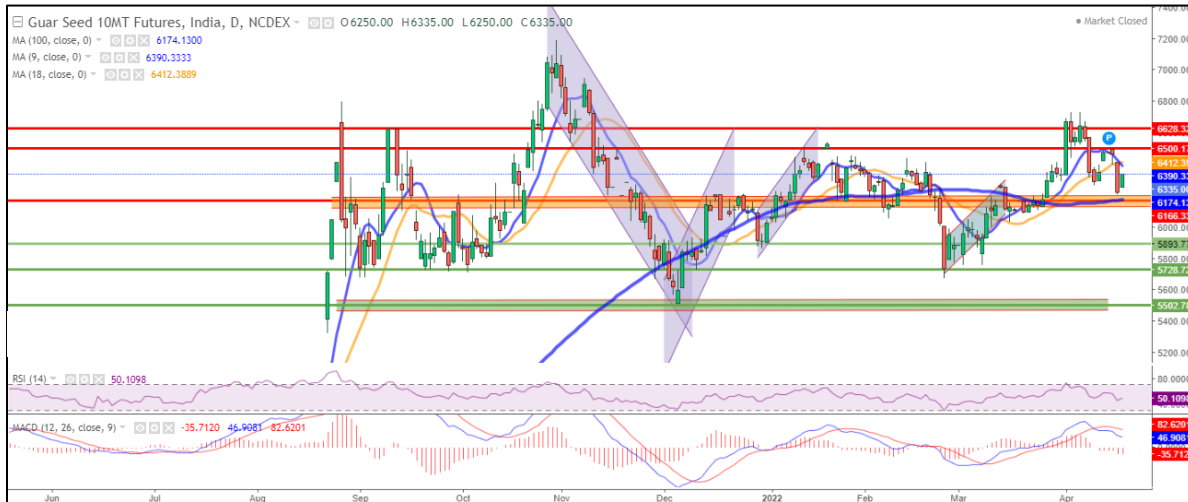 Guar Seed 10MT Futures, India, D, NCDEX O6250.00 H6335.00 L6250.00 C6335.00
Market Closed
MA (100, close, 0) 6174.1300
MA (9, close, 0) 6390.3333
MA (18, close, 0) 6412.3889
7400.00
7200.00
7000.00
6800.00
6628.32
6500.17
6412.39
6390.33
6335.00
6174.13
6166.33
6000.00
5893.77
5800.00
5728.72
5600.00
5502.78
5400.00
5200.00
P
RSI (14) 50.1098
80.0000
50.1098
MACD (12, 26, close, 9) -35.7120 46.9081 82.6201
82.6201
46.9081
-35.7120
Jun Jul Aug Sep Oct Nov Dec 2022 Feb Mar Apr